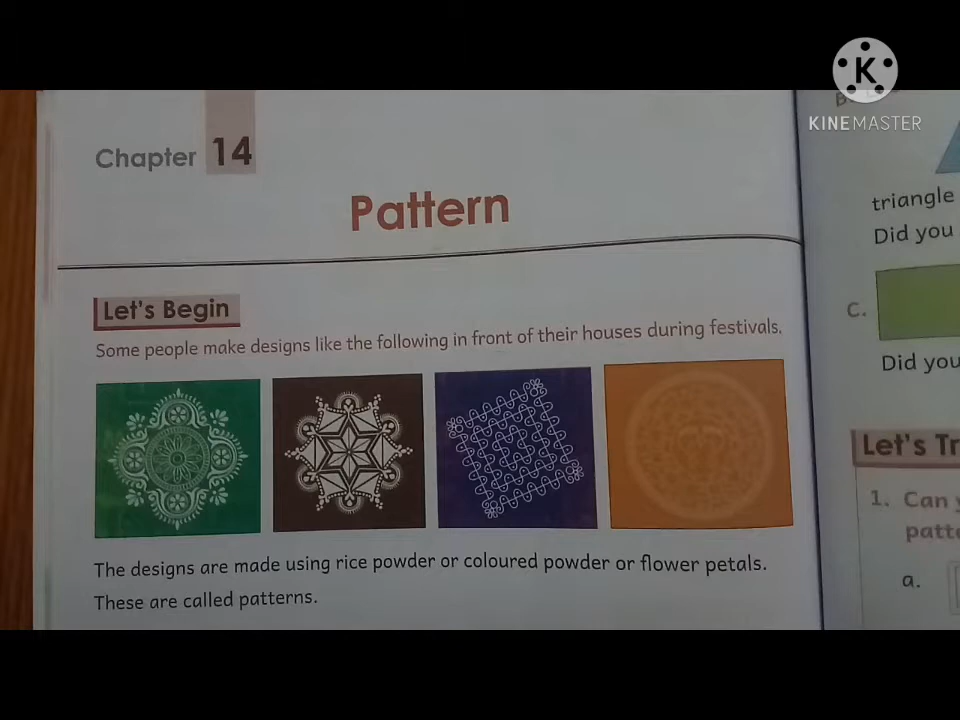 K
KINEMASTER
Chapter 14
Pattern
Let's Begin
Some people make designs like the following in front of their houses during festivals.
The designs are made using rice powder or coloured powder or flower petals.
These are called patterns.
triangle
Did you
C.
Did you
Let's Tr
1. Can
patt
a.